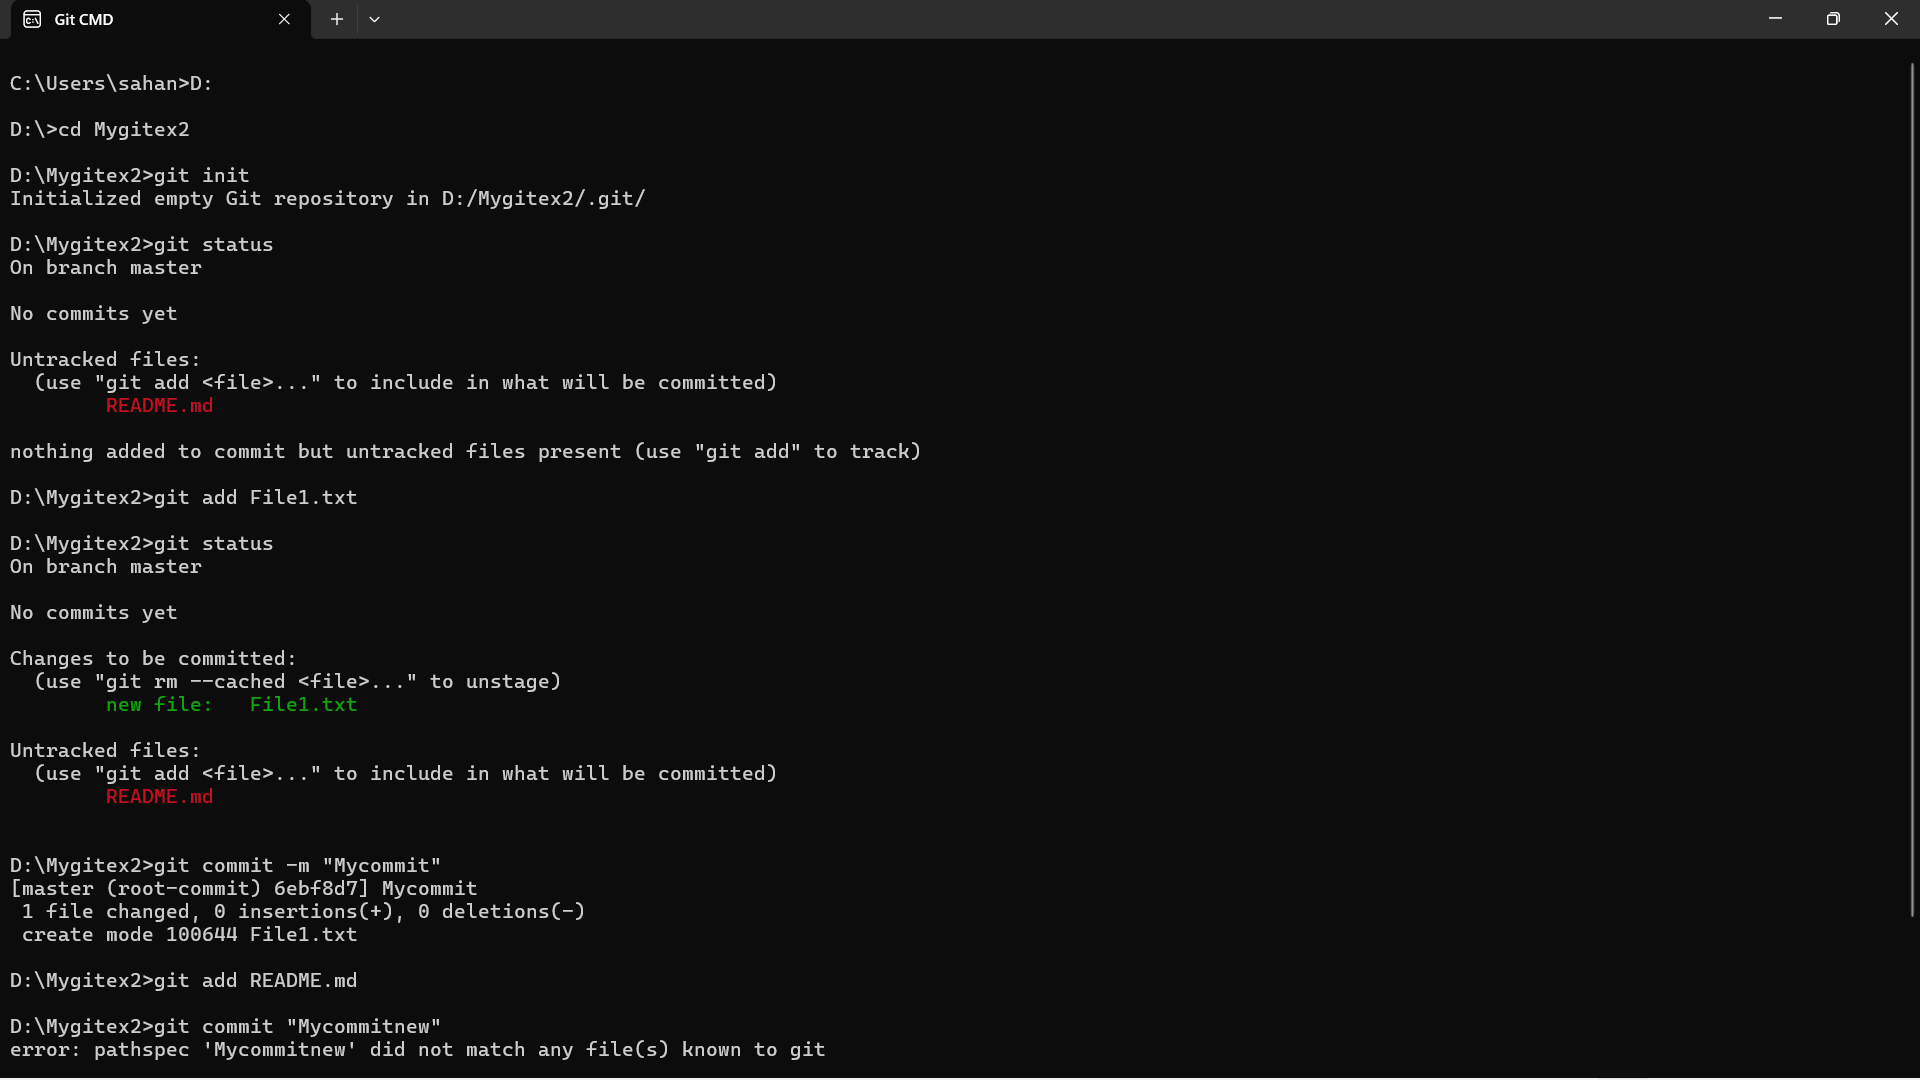 Git CMD
C:\Users\sahan>D:
D:\>cd Mygitex2
D:\Mygitex2>git init
Initialized empty Git repository in D:/Mygitex2/.git/
D:\Mygitex2>git status
On branch master
No commits yet
Untracked files:
  (use "git add <file>..." to include in what will be committed)
        README.md
nothing added to commit but untracked files present (use "git add" to track)
D:\Mygitex2>git add File1.txt
D:\Mygitex2>git status
On branch master
No commits yet
Changes to be committed:
  (use "git rm --cached <file>..." to unstage)
        new file:   File1.txt
Untracked files:
  (use "git add <file>..." to include in what will be committed)
        README.md
D:\Mygitex2>git commit -m "Mycommit"
[master (root-commit) 6ebf8d7] Mycommit
 1 file changed, 0 insertions(+), 0 deletions(-)
 create mode 100644 File1.txt
D:\Mygitex2>git add README.md
D:\Mygitex2>git commit "Mycommitnew"
error: pathspec 'Mycommitnew' did not match any file(s) known to git